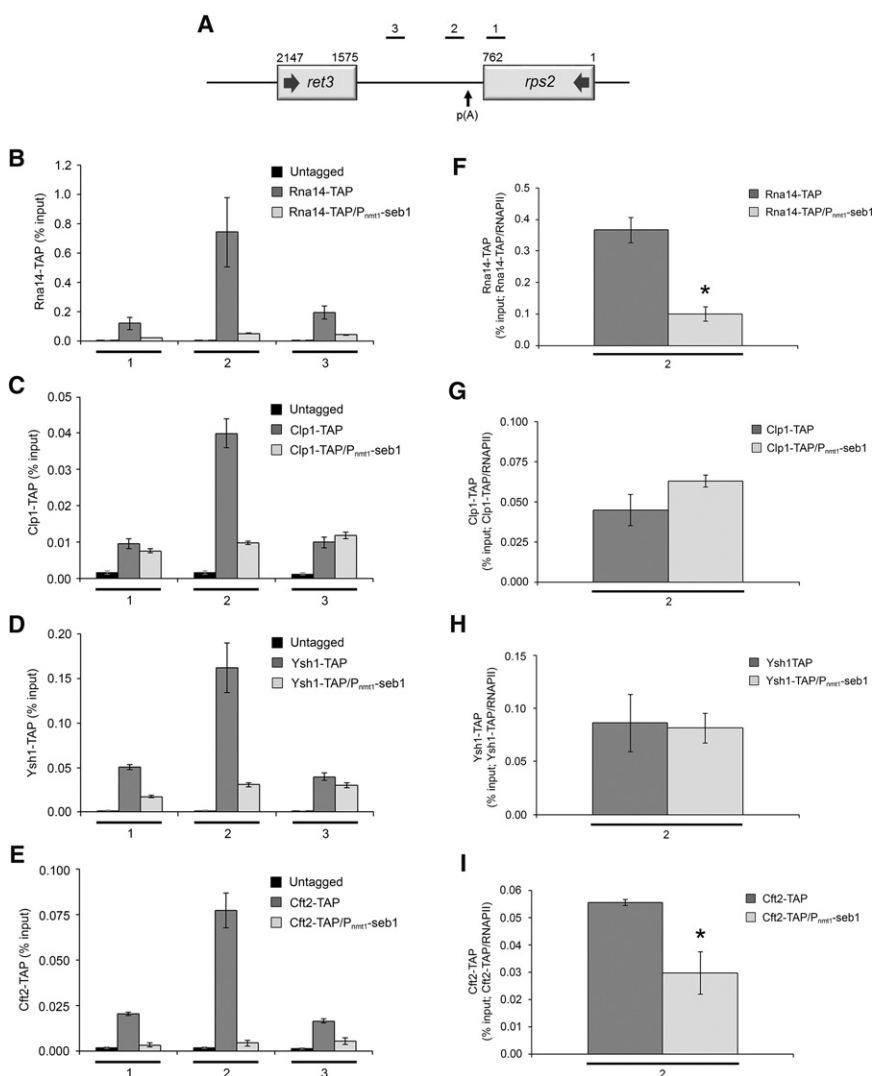 A
3 2 1
2147 1575 762 1
ret3 rps2
p(A)
B
Untagged
Rna14-TAP
Rna14-TAP/Pnmt1-seb1
Rna14-TAP (% input)
1.2
1.0
0.8
0.6
0.4
0.2
0.0
1 2 3
F
Rna14-TAP
Rna14-TAP/Pnmt1-seb1
Rna14-TAP
(% input; Rna14-TAP/RNAPII)
0.5
0.4
0.3
0.2
0.1
0.0
*
2
C
Untagged
Clp1-TAP
Clp1-TAP/Pnmt1-seb1
Clp1-TAP (% input)
0.05
0.04
0.03
0.02
0.01
0.00
1 2 3
G
Clp1-TAP
Clp1-TAP/Pnmt1-seb1
Clp1-TAP
(% input; Clp1-TAP/RNAPII)
0.100
0.075
0.050
0.025
0.000
2
D
Untagged
Ysh1-TAP
Ysh1-TAP/Pnmt1-seb1
Ysh1-TAP (% input)
0.20
0.15
0.10
0.05
0.00
1 2 3
H
Ysh1TAP
Ysh1-TAP/Pnmt1-seb1
Ysh1-TAP
(% input; Ysh1-TAP/RNAPII)
0.15
0.10
0.05
0.00
2
E
Untagged
Cft2-TAP
Cft2-TAP/Pnmt1-seb1
Cft2-TAP (% input)
0.100
0.075
0.050
0.025
0.000
1 2 3
I
Cft2-TAP
Cft2-TAP/Pnmt1-seb1
Cft2-TAP
(% input; Cft2-TAP/RNAPII)
0.06
0.05
0.04
0.03
0.02
0.01
0.00
*
2